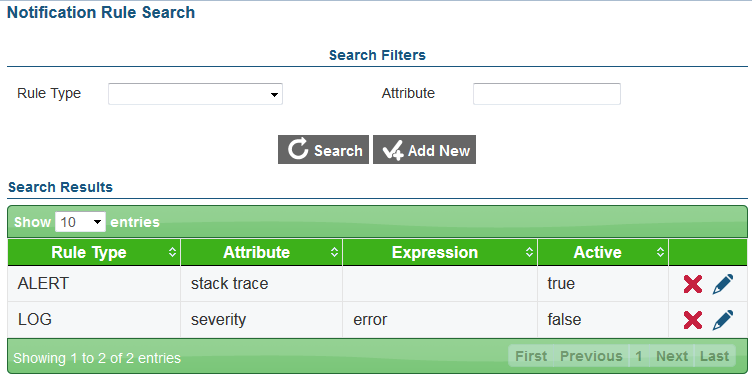 Notification Rule Search
Search Filters
Rule Type Attribute
Search Add New
Search Results
Show 10 entries
Rule Type Attribute Expression Active
ALERT stack trace true
LOG severity error false
Showing 1 to 2 of 2 entries First Previous 1 Next Last